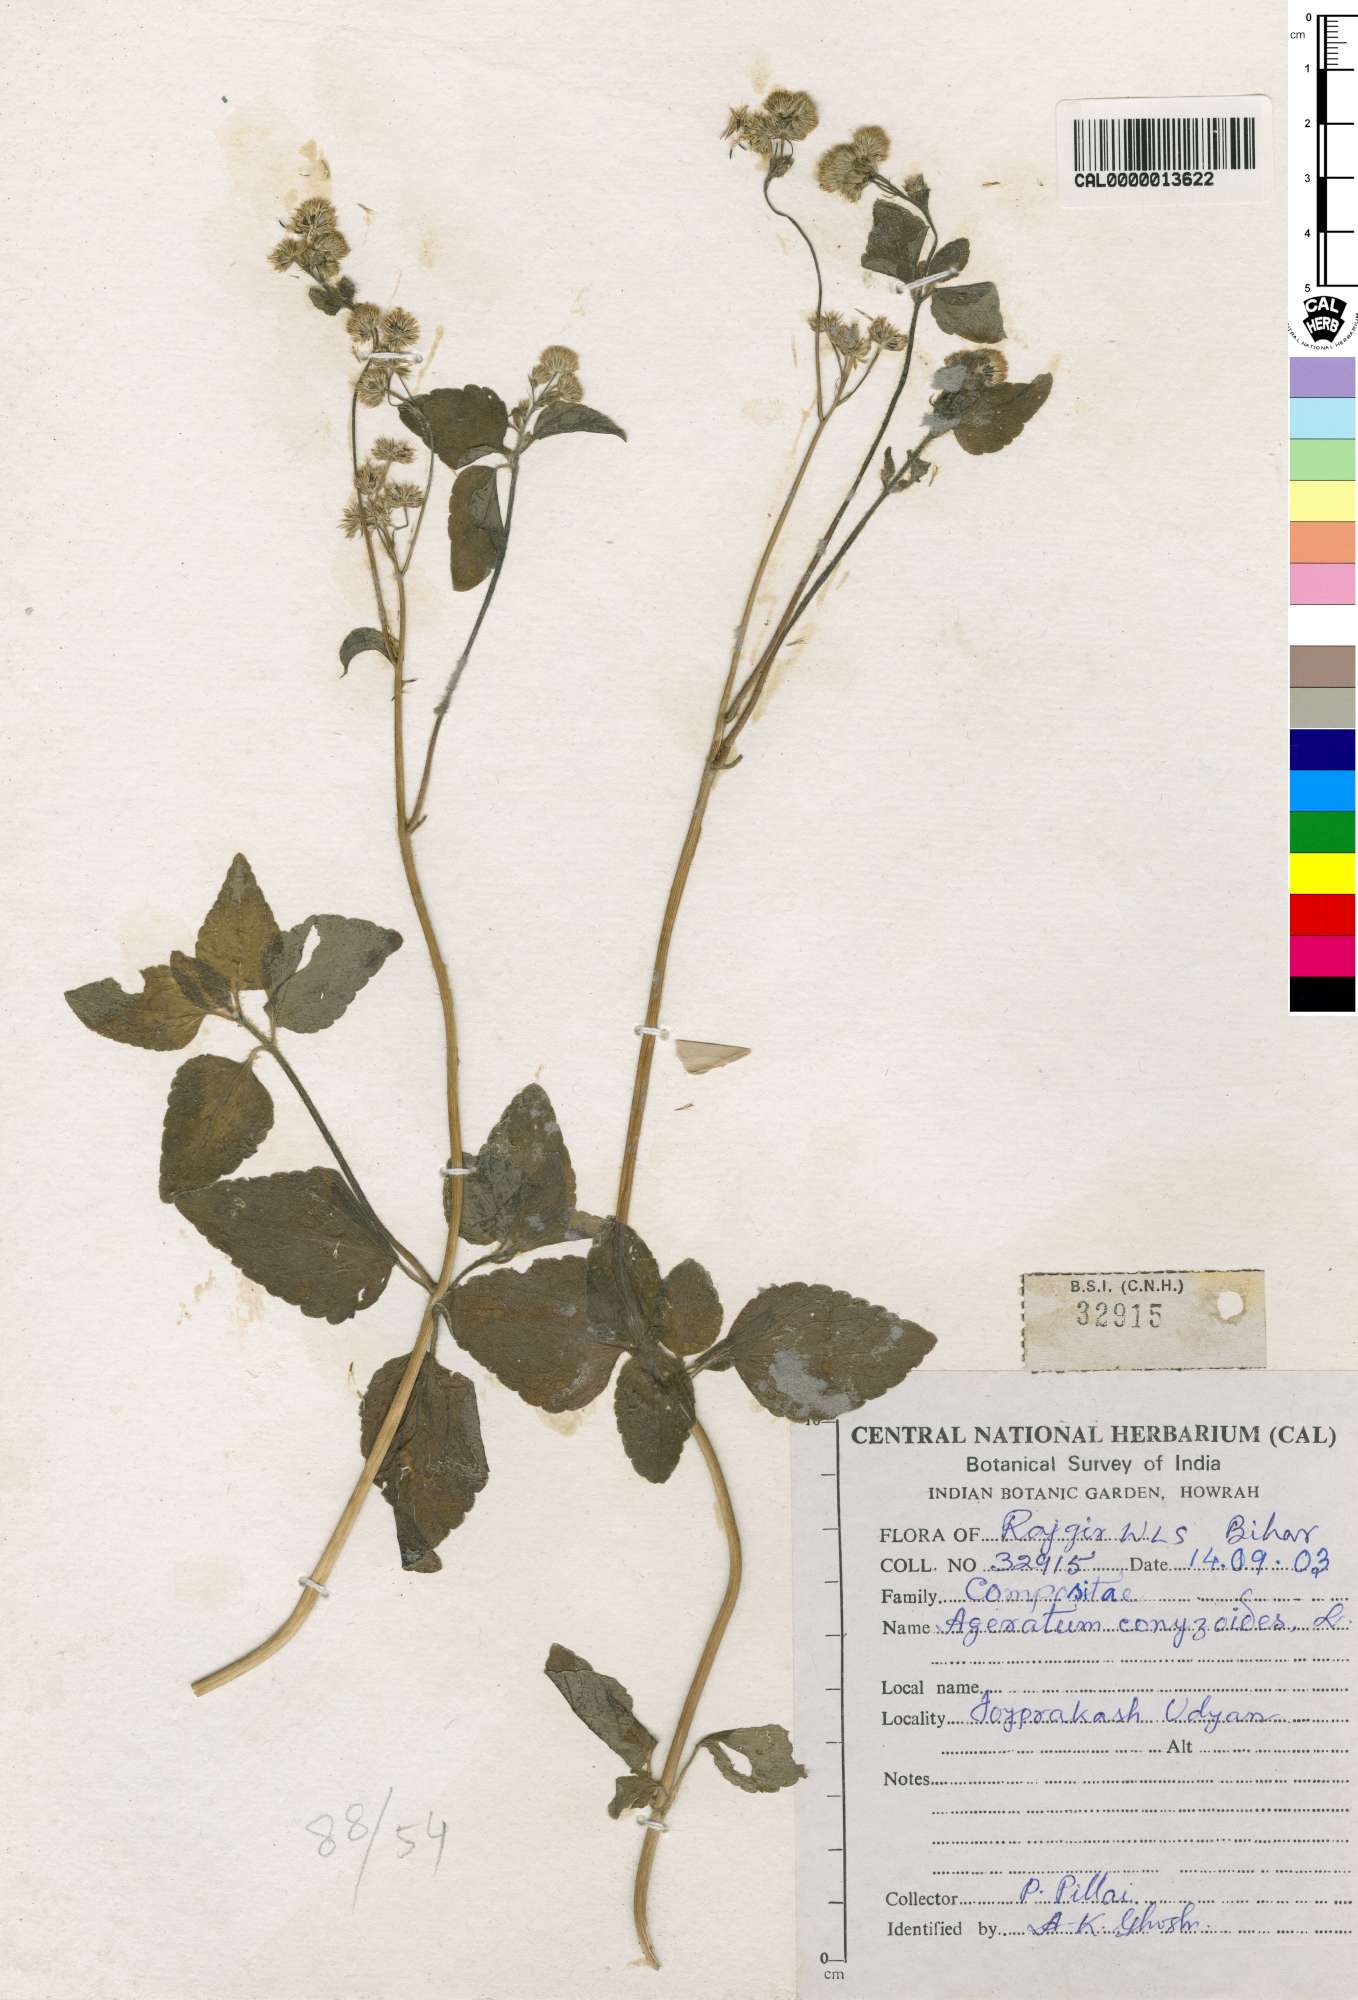 0
cm
1
2
3
4
5
CAL
HERB
CENTRAL NATIONAL HERBARIUM
CAL0000013622
B.S.I. (C.N.H.)
32915
10
CENTRAL NATIONAL HERBARIUM (CAL)
Botanical Survey of India
INDIAN BOTANIC GARDEN, HOWRAH
FLORA OF Rajgir WLS Bihar
COLL. NO 32915 Date 14.09.03
Family Compositae
Name Ageratum conyzoides, L.
Local name
Locality Joyprakash Udyan
Alt
Notes
Collector P. Pillai
Identified by A.K. Ghosh
0
cm
88/54